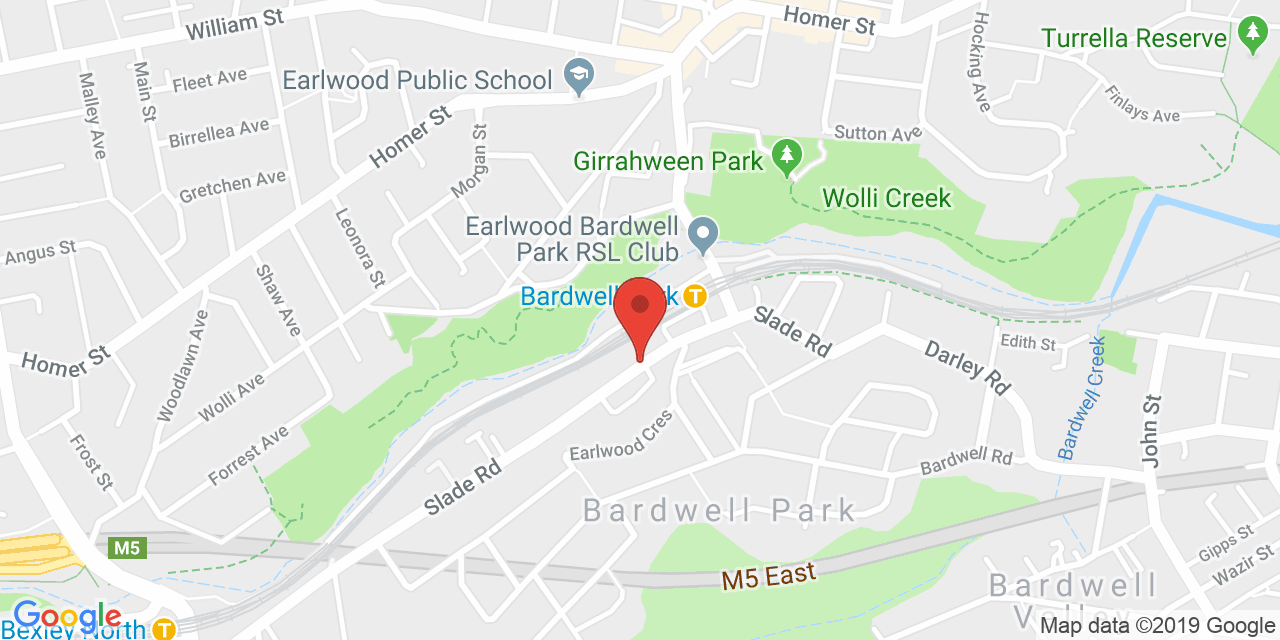 William St
Homer St
Hocking Ave
Turrella Reserve
Malley Ave
Main St
Fleet Ave
Earlwood Public School
Finlays Ave
Birrellea Ave
Homer St
Morgan St
Sutton Ave
Girrahween Park
Gretchen Ave
Wolli Creek
Leonora St
Earlwood Bardwell
Park RSL Club
Angus St
Shaw Ave
Bardwell Park
T
Slade Rd
Homer St
Woodlawn Ave
Edith St
Darley Rd
Wolli Ave
Bardwell Creek
John St
Frost St
Forrest Ave
Earlwood Cres
Bardwell Rd
Slade Rd
Bardwell Park
M5
M5 East
Gipps St
Wazir St
Bardwell
Google
Bexley North
T
Map data ©2019 Google